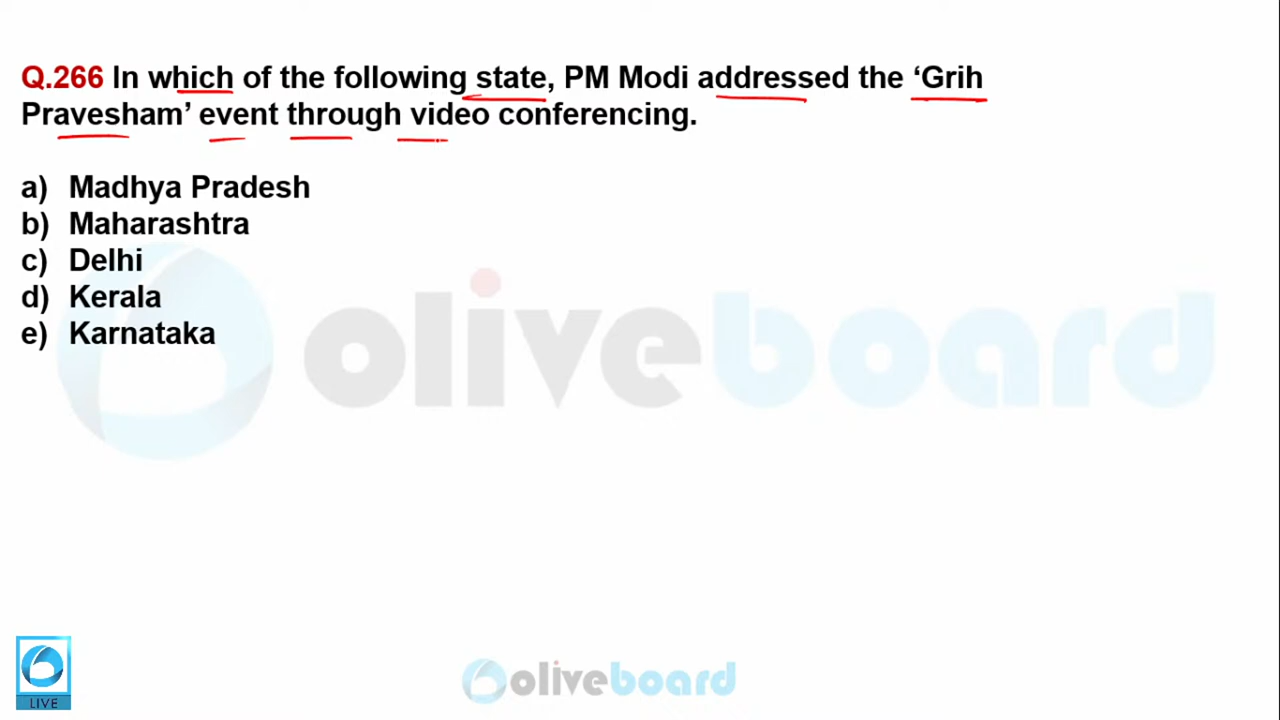 Q.266 In which of the following state, PM Modi addressed the ‘Grih
Pravesham’ event through video conferencing.
a) Madhya Pradesh
b) Maharashtra
c) Delhi
d) Kerala
e) Karnataka
oliveboard
LIVE
oliveboard